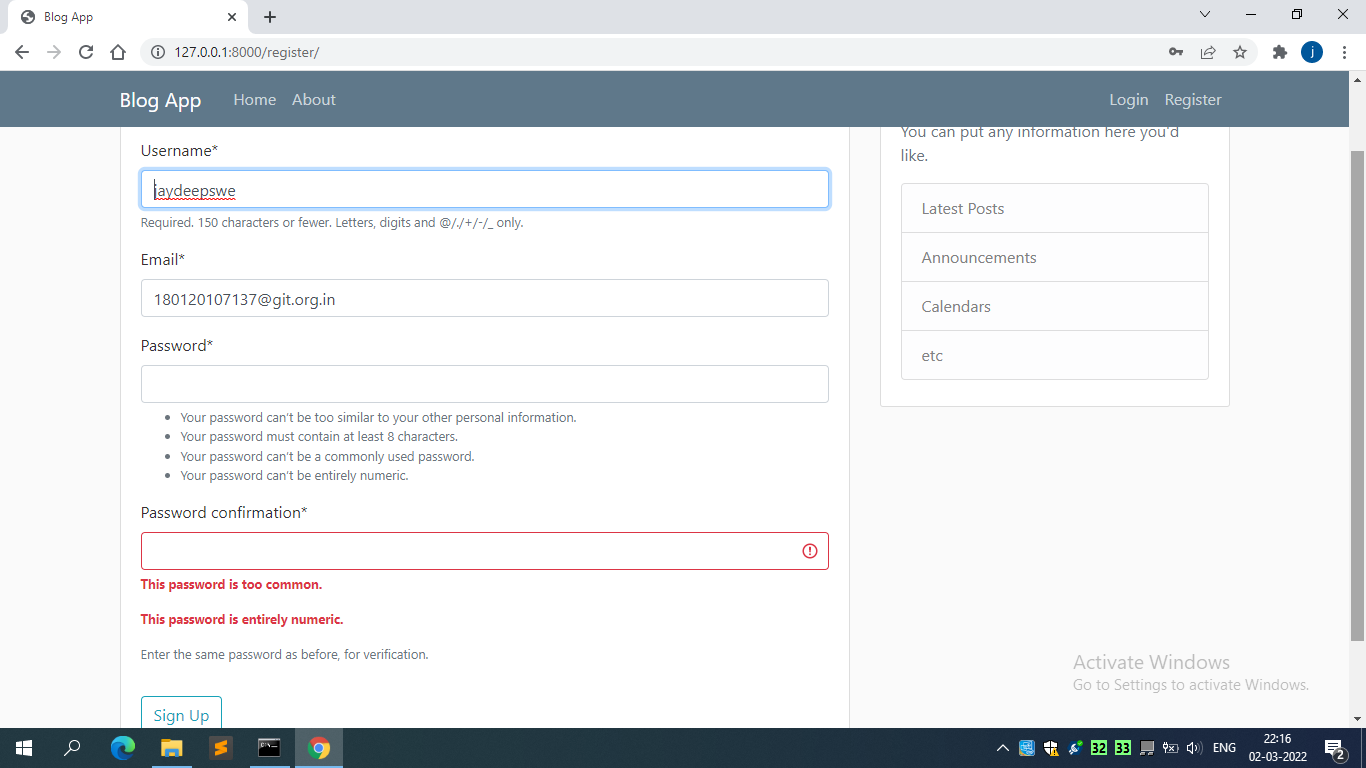 Blog App
127.0.0.1:8000/register/
j
Blog App Home About Login Register
Username*
jaydeepswe
Required. 150 characters or fewer. Letters, digits and @/./+/-/_ only.
Email*
180120107137@git.org.in
Password*
Your password can't be too similar to your other personal information.
Your password must contain at least 8 characters.
Your password can't be a commonly used password.
Your password can't be entirely numeric.
Password confirmation*
This password is too common.
This password is entirely numeric.
Enter the same password as before, for verification.
Sign Up
You can put any information here you'd
like.
Latest Posts
Announcements
Calendars
etc
Activate Windows
Go to Settings to activate Windows.
32 33 ENG
22:16
02-03-2022
2